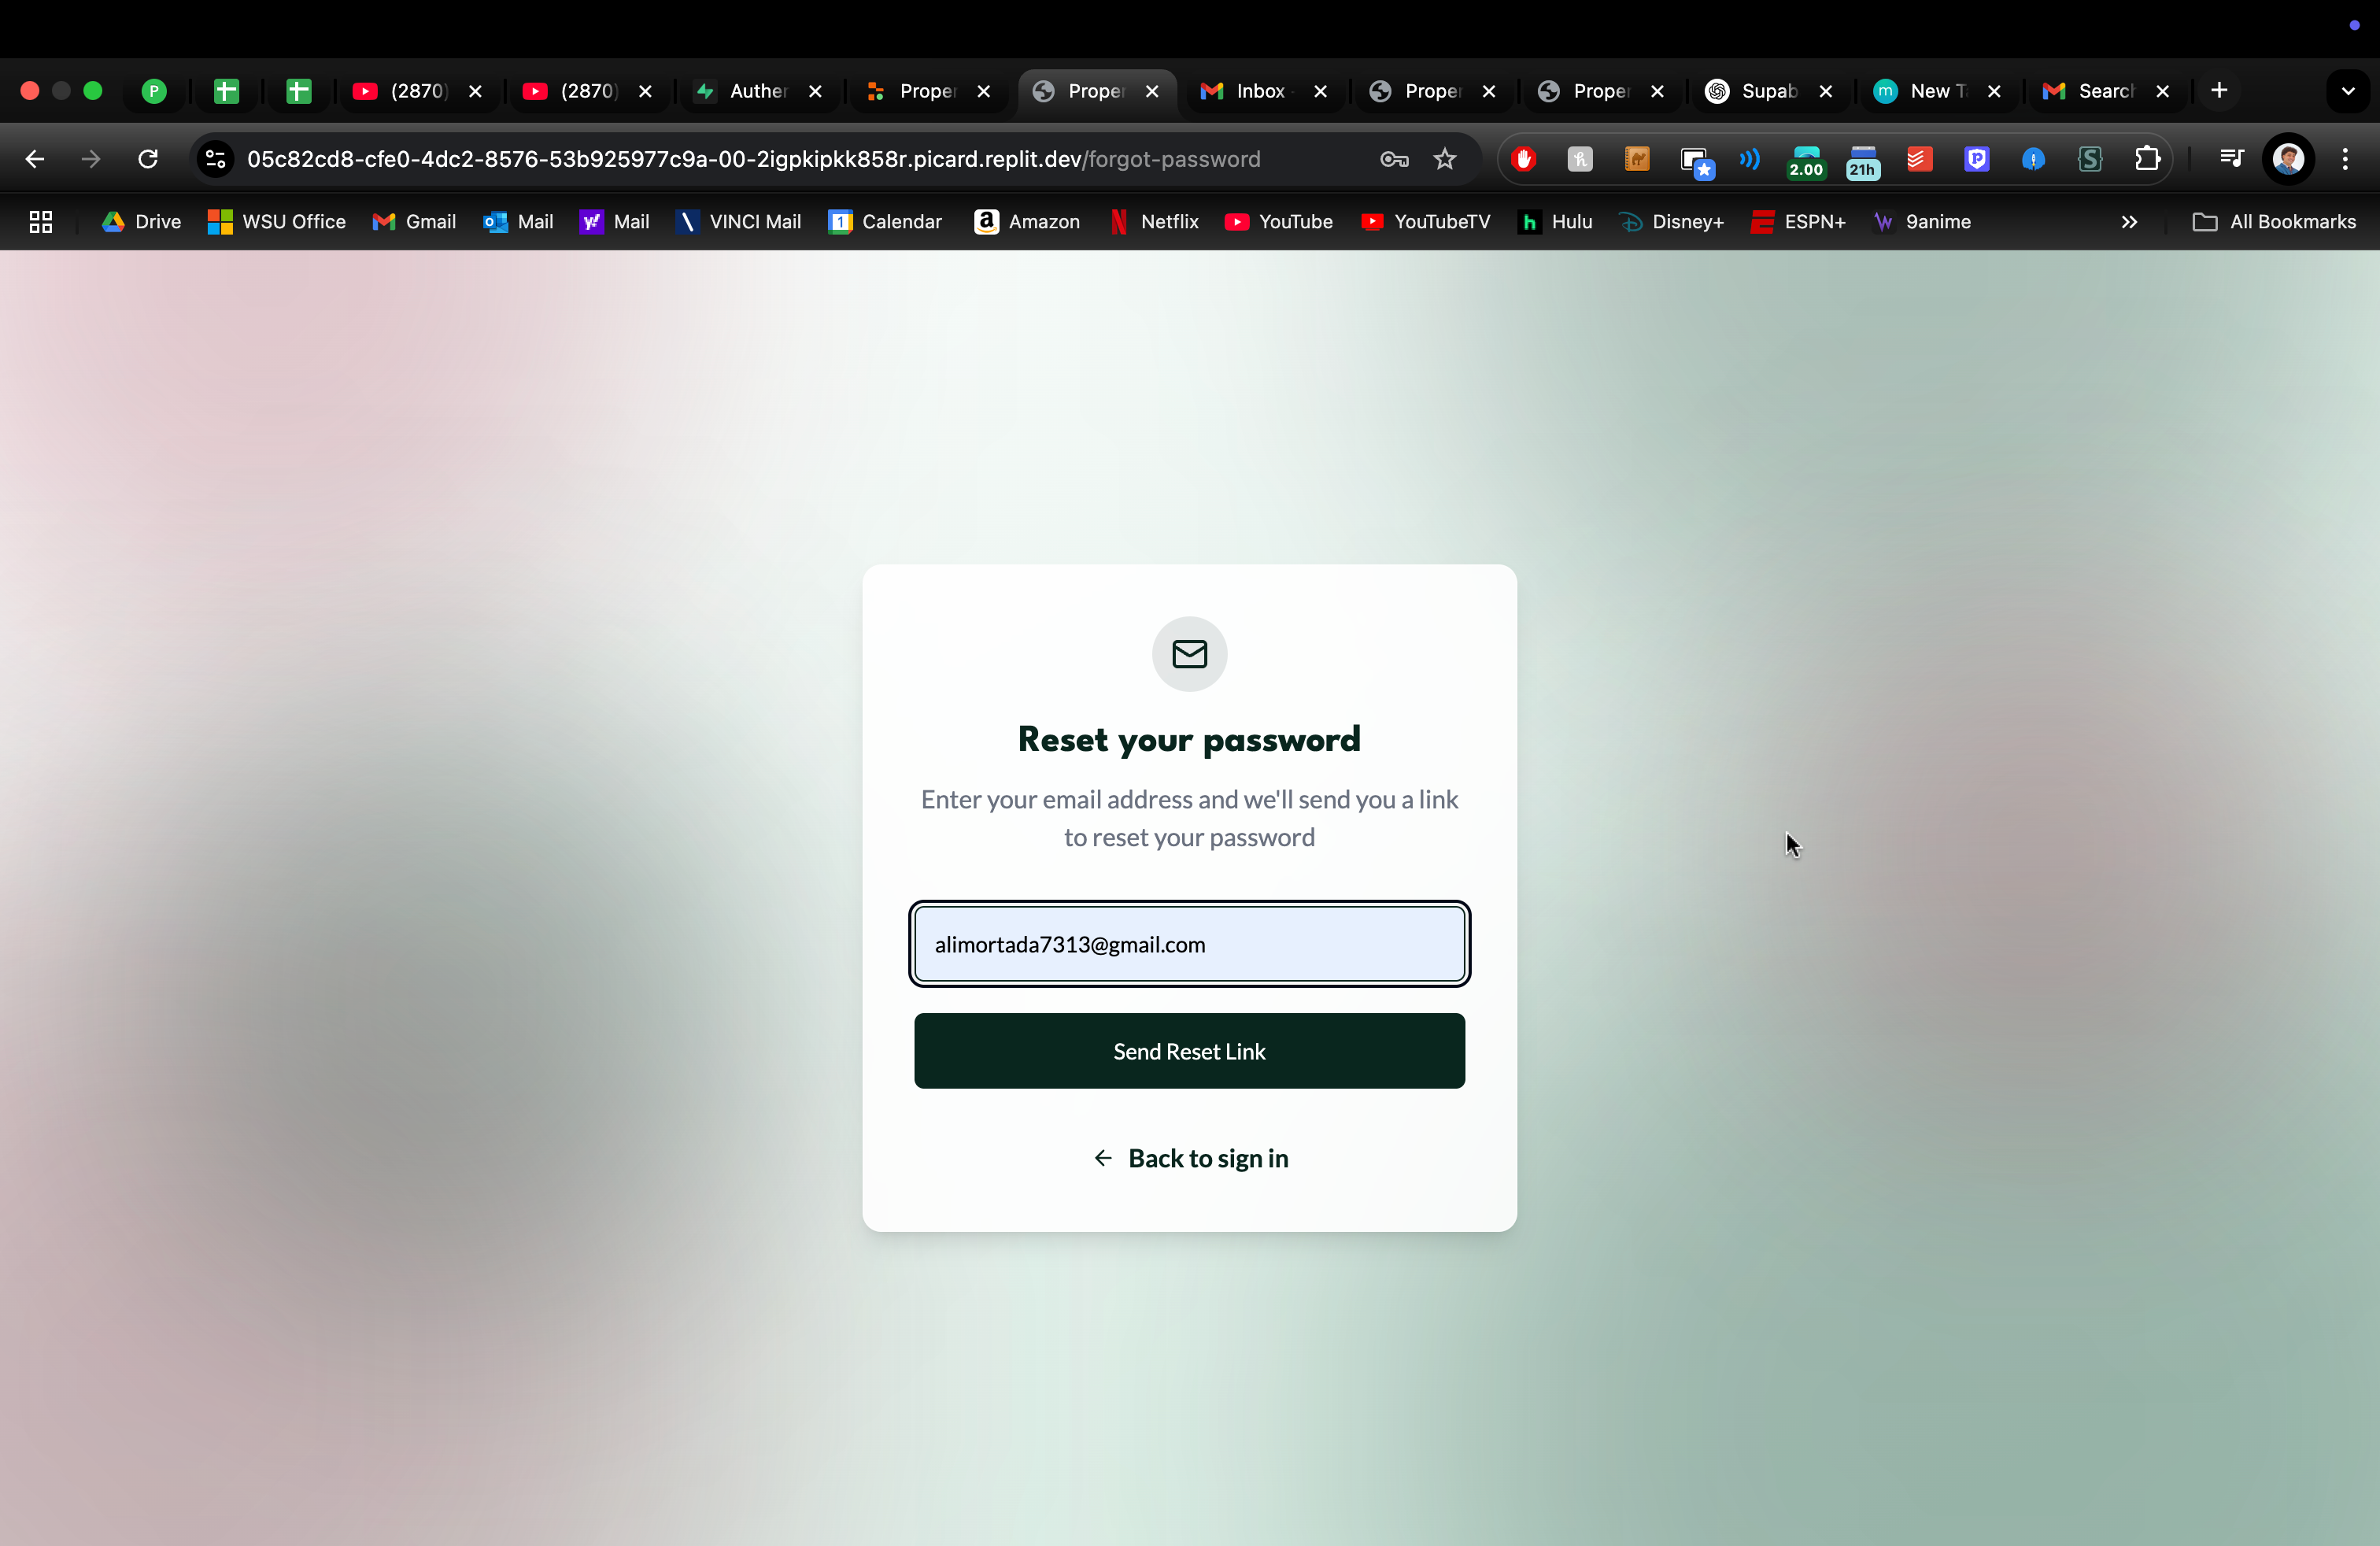 P
(2870)
(2870)
Auther
Proper
Proper
Inbox -
Proper
Proper
Supab
m
New T
Search
05c82cd8-cfe0-4dc2-8576-53b925977c9a-00-2igpkipkk858r.picard.replit.dev/forgot-password
2.00
21h
Drive
WSU Office
Gmail
Mail
Mail
VINCI Mail
Calendar
Amazon
Netflix
YouTube
YouTubeTV
Hulu
Disney+
ESPN+
9anime
All Bookmarks
Reset your password
Enter your email address and we'll send you a link
to reset your password
alimortada7313@gmail.com
Send Reset Link
Back to sign in